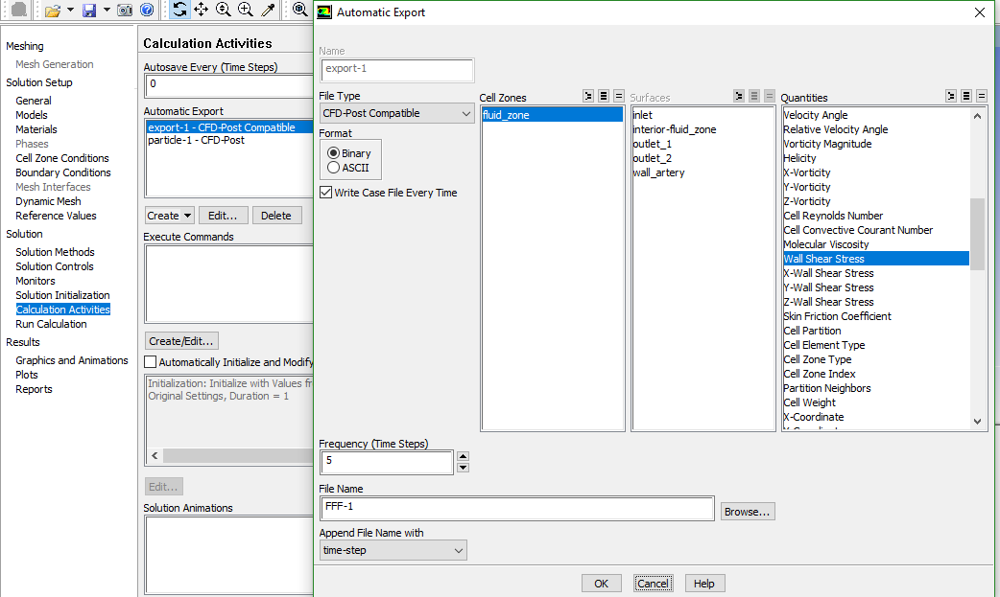 Automatic Export
Meshing
Mesh Generation
Solution Setup
General
Models
Materials
Phases
Cell Zone Conditions
Boundary Conditions
Mesh Interfaces
Dynamic Mesh
Reference Values
Solution
Solution Methods
Solution Controls
Monitors
Solution Initialization
Calculation Activities
Run Calculation
Results
Graphics and Animations
Plots
Reports
Calculation Activities
Autosave Every (Time Steps)
0
Automatic Export
export-1 - CFD-Post Compatible
particle-1 - CFD-Post
Create
Edit...
Delete
Execute Commands
Create/Edit...
Automatically Initialize and Modify
Initialization: Initialize with Values fr
Original Settings, Duration = 1
Edit...
Solution Animations
Name
export-1
File Type
CFD-Post Compatible
Format
Binary
ASCII
Write Case File Every Time
Cell Zones
fluid_zone
Surfaces
inlet
interior-fluid_zone
outlet_1
outlet_2
wall_artery
Quantities
Velocity Angle
Relative Velocity Angle
Vorticity Magnitude
Helicity
X-Vorticity
Y-Vorticity
Z-Vorticity
Cell Reynolds Number
Cell Convective Courant Number
Molecular Viscosity
Wall Shear Stress
X-Wall Shear Stress
Y-Wall Shear Stress
Z-Wall Shear Stress
Skin Friction Coefficient
Cell Partition
Cell Element Type
Cell Zone Type
Cell Zone Index
Partition Neighbors
Cell Weight
X-Coordinate
Frequency (Time Steps)
5
File Name
FFF-1
Browse...
Append File Name with
time-step
OK
Cancel
Help